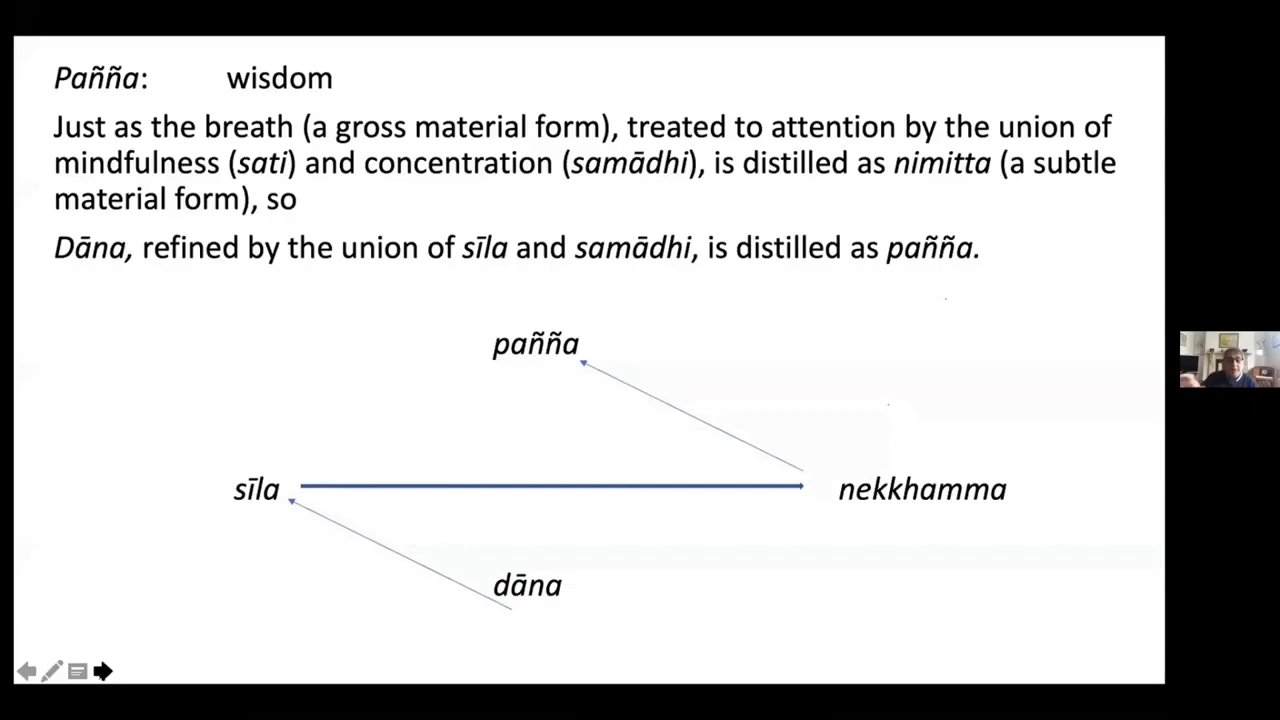 Pañña: wisdom
Just as the breath (a gross material form), treated to attention by the union of
mindfulness (sati) and concentration (samādhi), is distilled as nimitta (a subtle
material form), so
Dāna, refined by the union of sīla and samādhi, is distilled as pañña.
pañña
sīla
nekkhamma
dāna